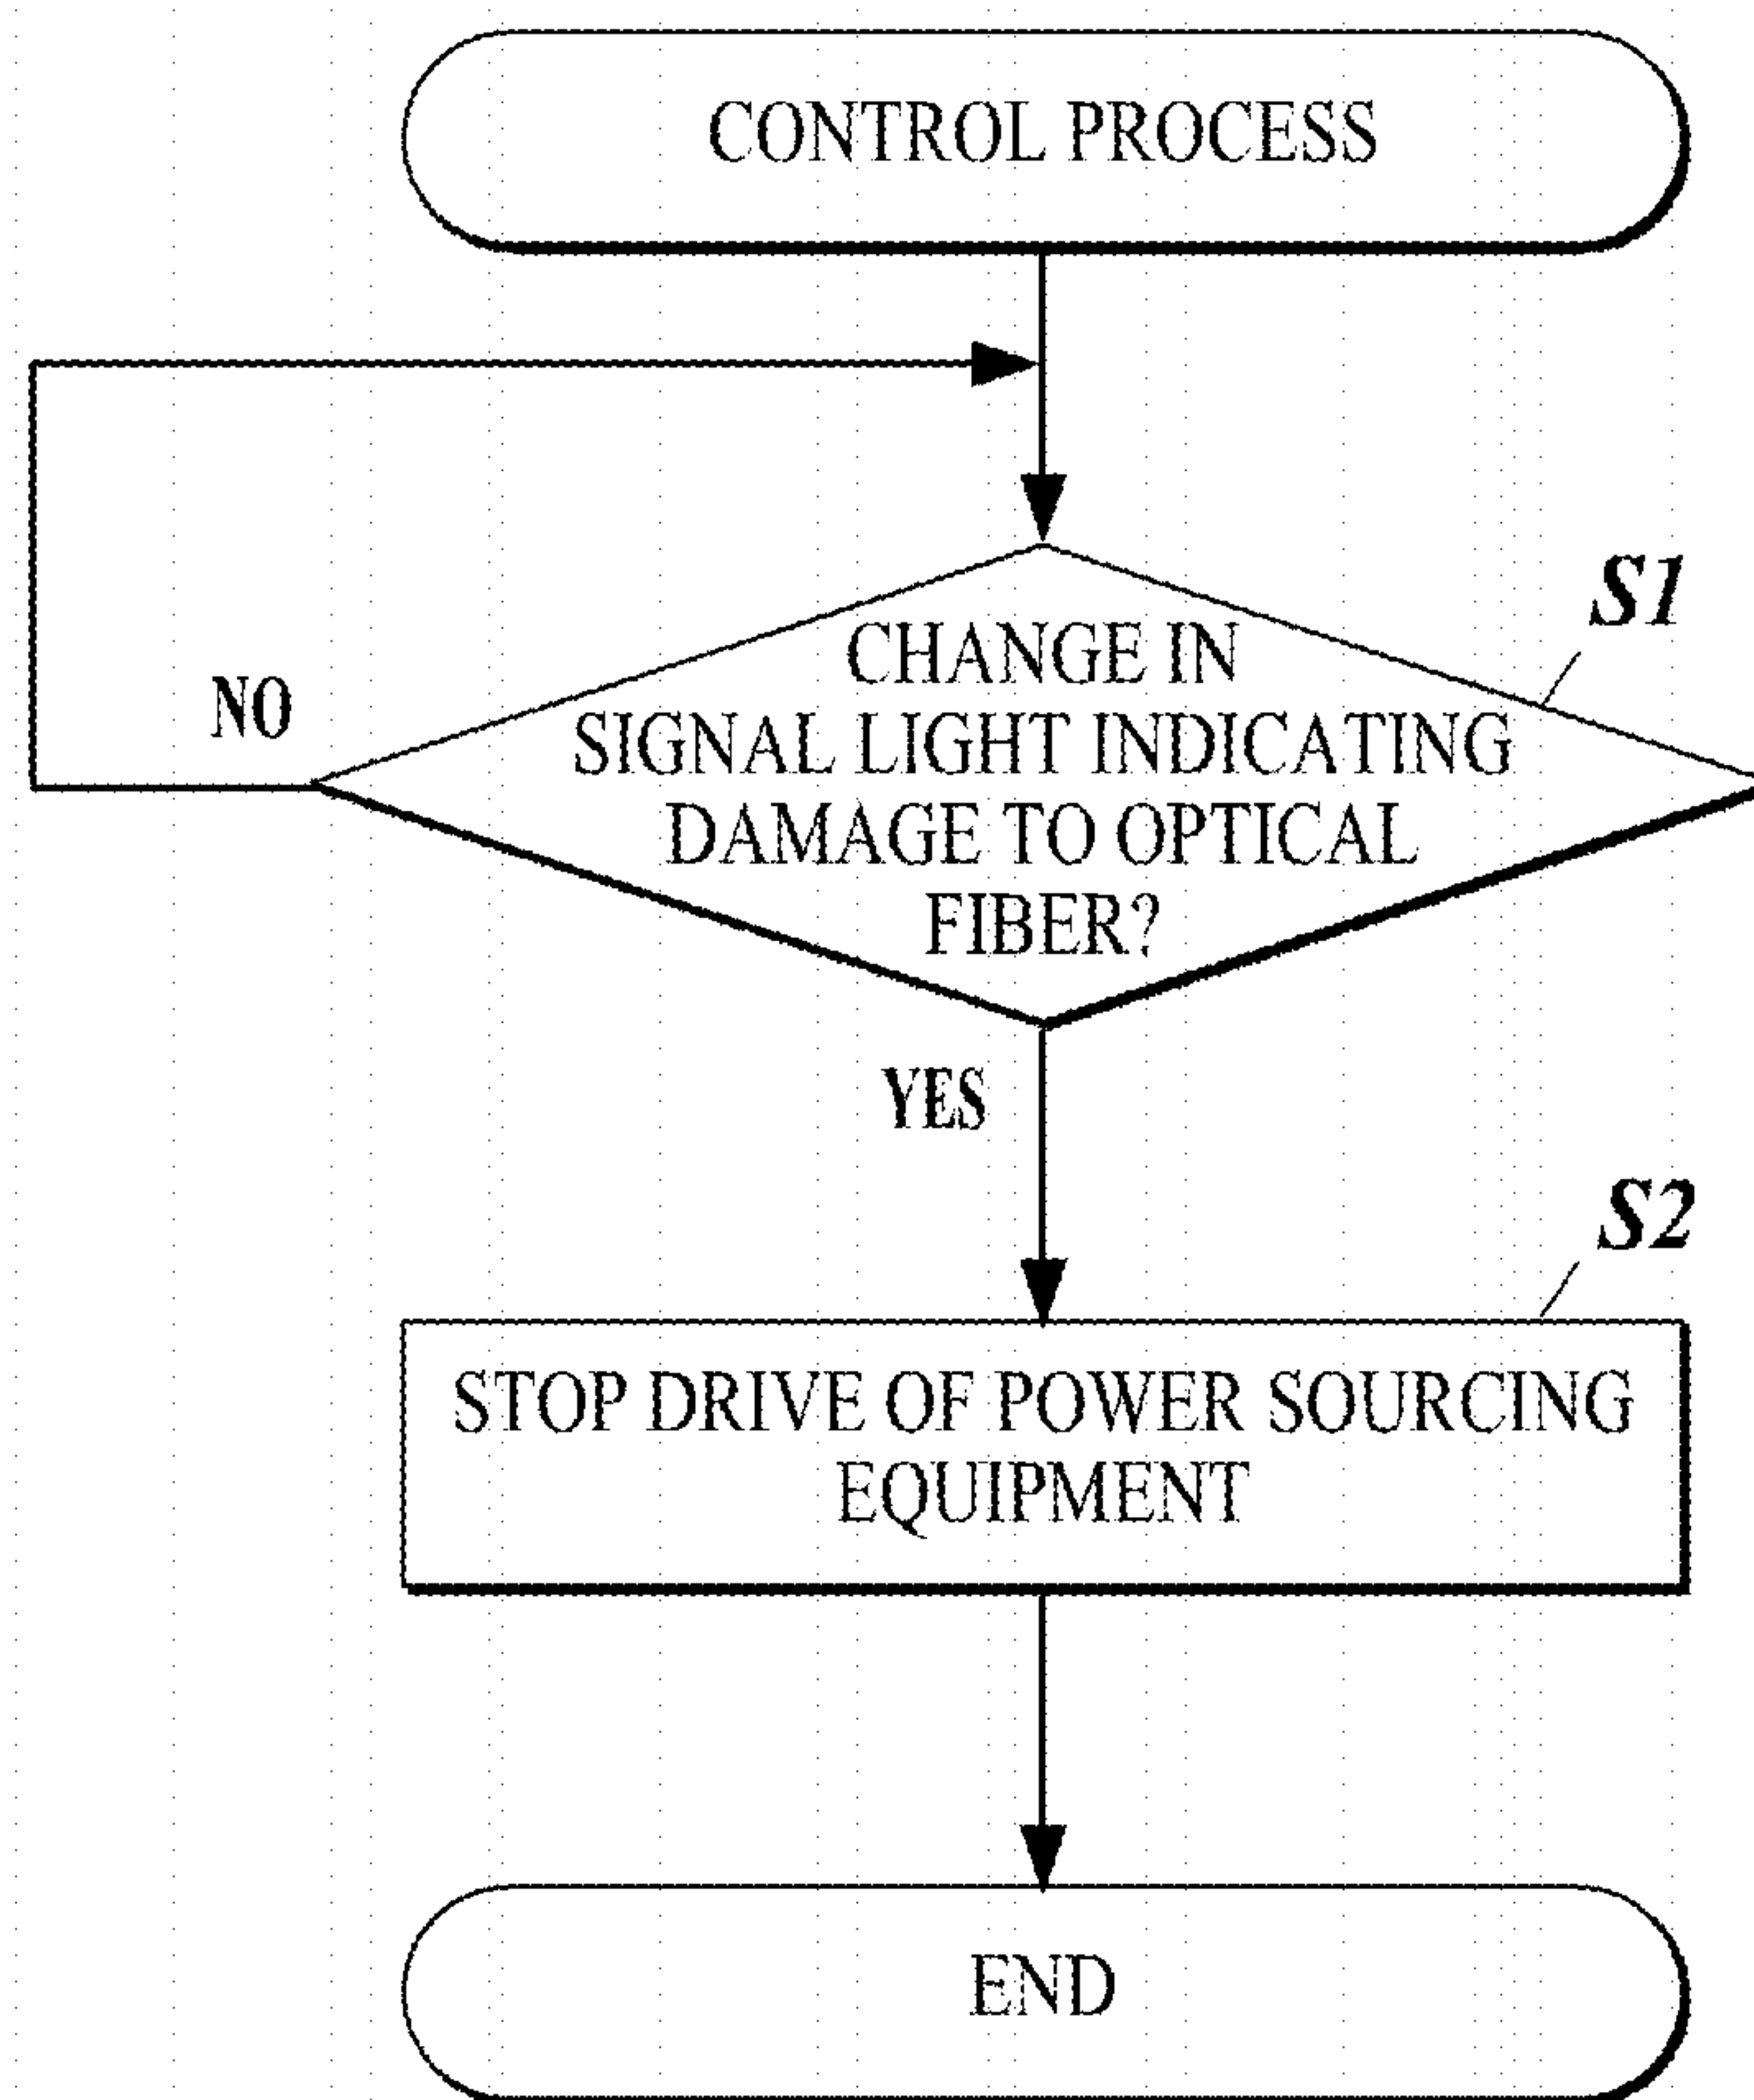 CONTROL PROCESS
S1
CHANGE IN
SIGNAL LIGHT INDICATING
DAMAGE TO OPTICAL
FIBER?
NO
YES
S2
STOP DRIVE OF POWER SOURCING
EQUIPMENT
END